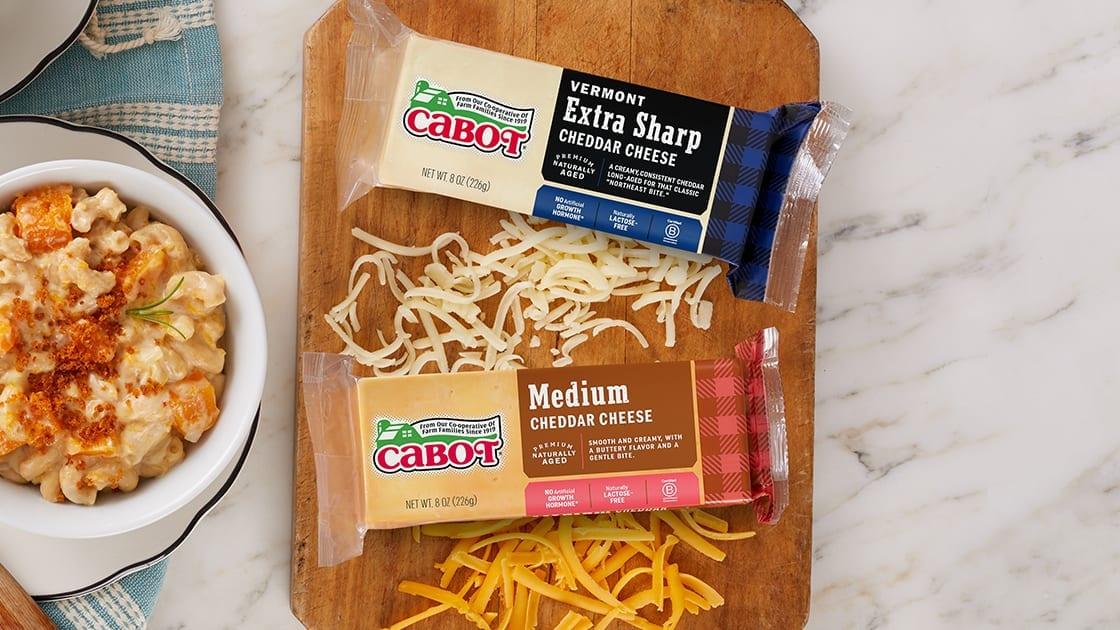 From Our Co-operative Of
Farm Families Since 1919
CABOT
NET WT. 8 OZ (226g)
VERMONT
Extra Sharp
CHEDDAR CHEESE
PREMIUM
NATURALLY
AGED
A CREAMY, CONSISTENT CHEDDAR
LONG-AGED FOR THAT CLASSIC
"NORTHEAST BITE."
NO Artificial
GROWTH
HORMONE*
Naturally
LACTOSE-
FREE
Certified
B
From Our Co-operative Of
Farm Families Since 1919
CABOT
NET WT. 8 OZ (226g)
Medium
CHEDDAR CHEESE
PREMIUM
NATURALLY
AGED
SMOOTH AND CREAMY, WITH
A BUTTERY FLAVOR AND A
GENTLE BITE.
NO Artificial
GROWTH
HORMONE*
Naturally
LACTOSE-
FREE
Certified
B